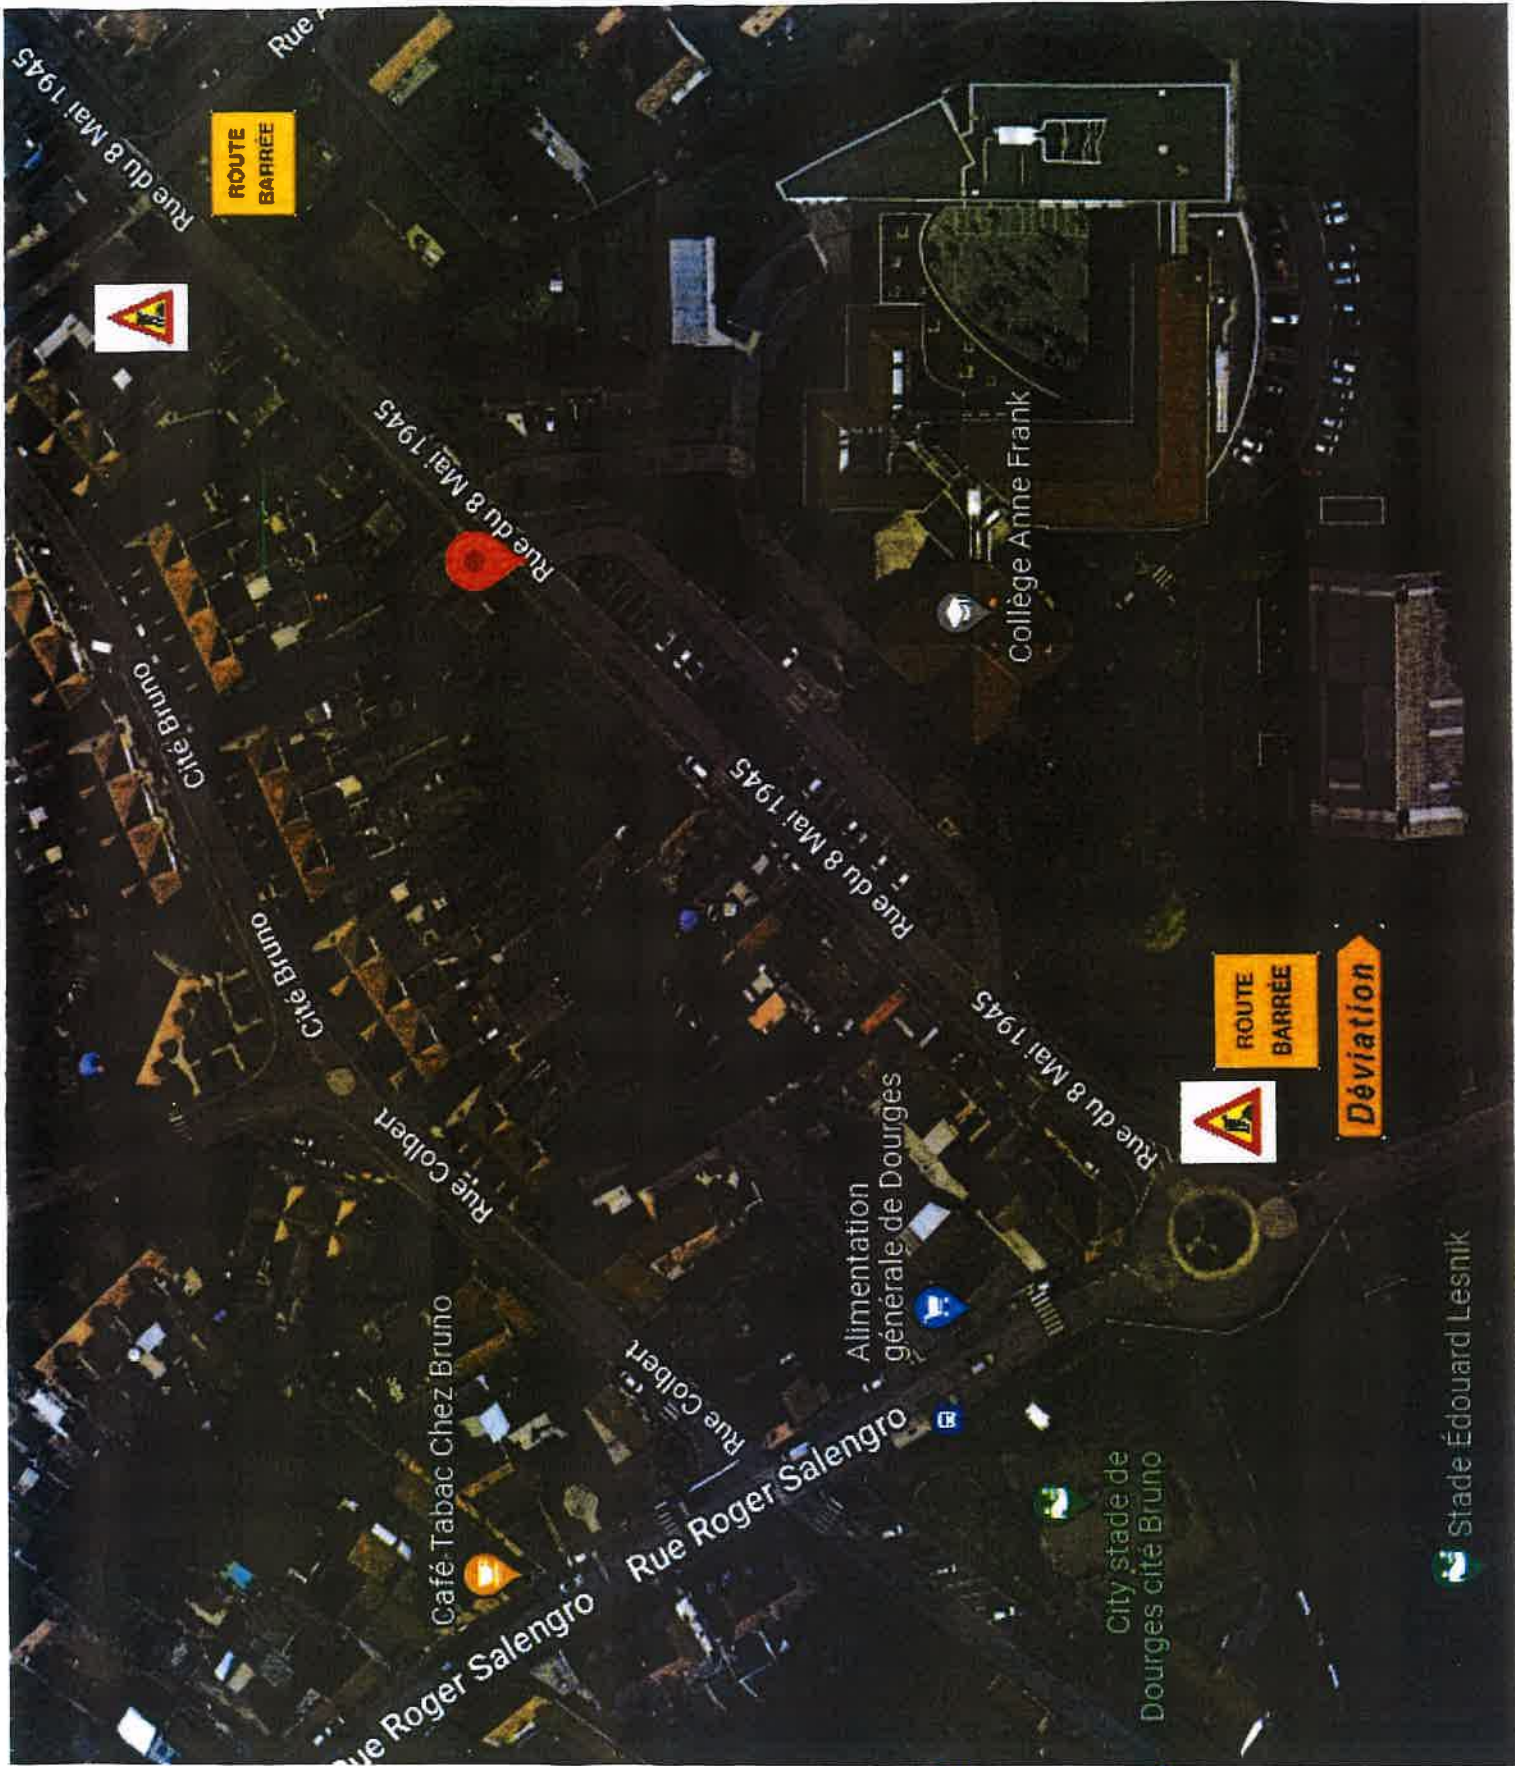 Rue du 8 Mai 1945
Cité Bruno
ROUTE
BARRÉE
Cité Bruno
Rue
Rue Colbert
Café Tabac Chez Bruno
Rue Roger Salengro
Rue du 8 Mai 1945
Rue Colbert
Rue Roger Salengro
Rue du 8 Mai 1945
Alimentation
générale de Dourges
Collège Anne Frank
Rue du 8 Mai 1945
City stade de
Dourges cité Bruno
ROUTE
BARRÉE
Déviation
Stade Édouard Lesnik